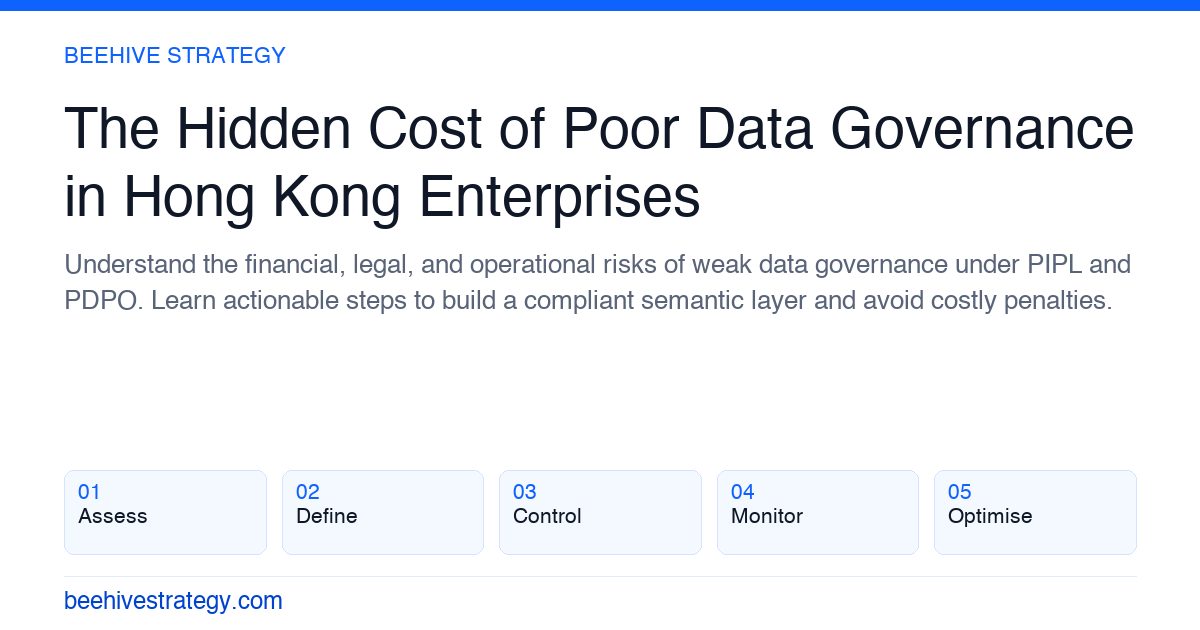 BEEHIVE STRATEGY
The Hidden Cost of Poor Data Governance
in Hong Kong Enterprises
Understand the financial, legal, and operational risks of weak data governance under PIPL and
PDPO. Learn actionable steps to build a compliant semantic layer and avoid costly penalties.
01
Assess
02
Define
03
Control
04
Monitor
05
Optimise
beehivestrategy.com